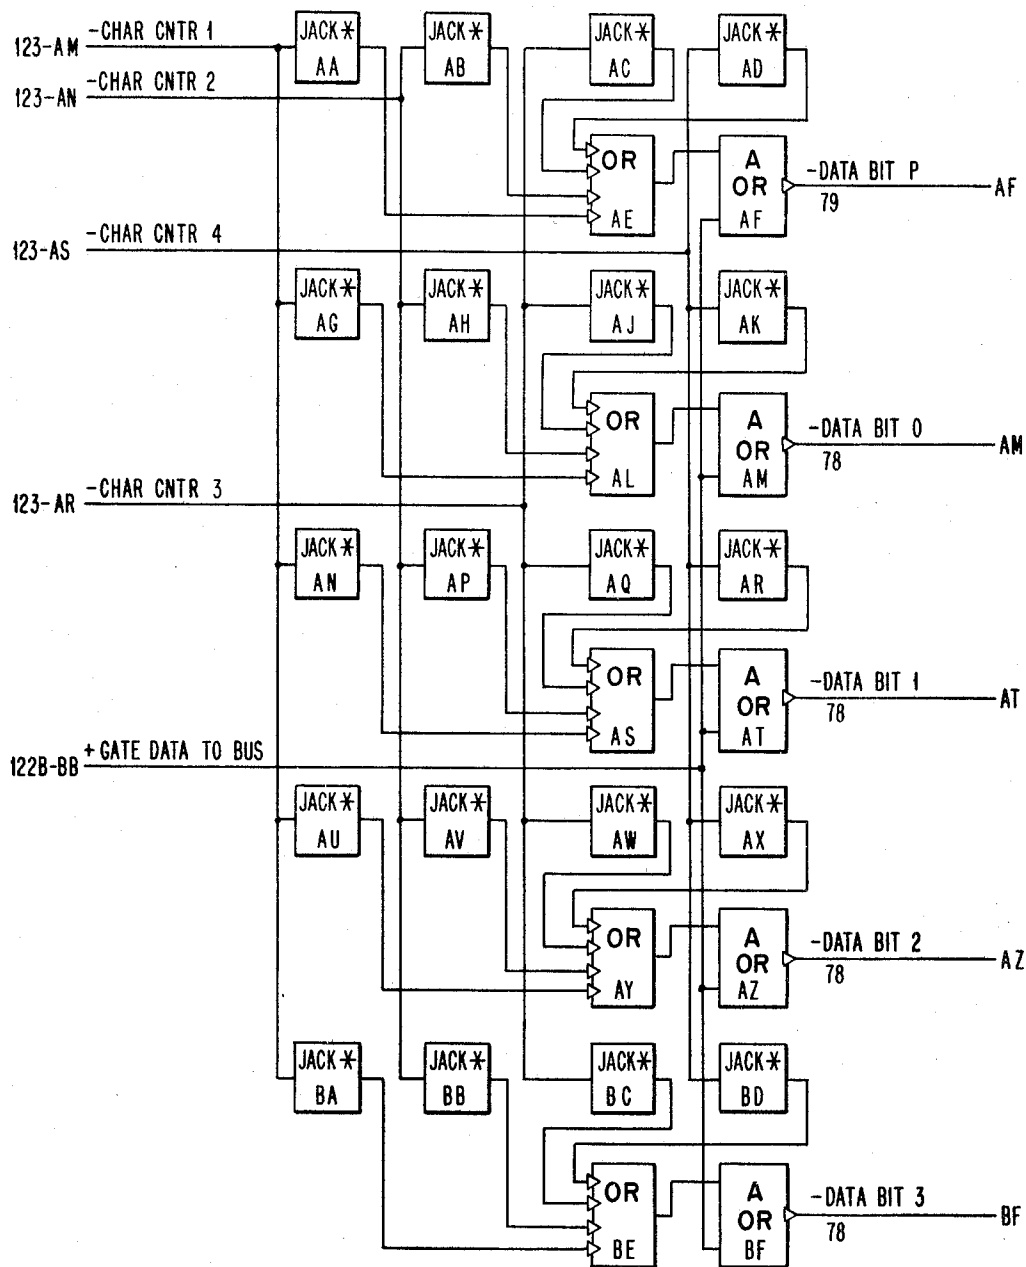 123-AM -CHAR CNTR 1
JACK* AA
JACK* AB
JACK* AC
JACK* AD
123-AN -CHAR CNTR 2
OR AE
A OR AF
-DATA BIT P
79
AF
123-AS -CHAR CNTR 4
JACK* AG
JACK* AH
JACK* AJ
JACK* AK
OR AL
A OR AM
-DATA BIT 0
78
AM
123-AR -CHAR CNTR 3
JACK* AN
JACK* AP
JACK* AQ
JACK* AR
OR AS
A OR AT
-DATA BIT 1
78
AT
122B-BB + GATE DATA TO BUS
JACK* AU
JACK* AV
JACK* AW
JACK* AX
OR AY
A OR AZ
-DATA BIT 2
78
AZ
JACK* BA
JACK* BB
JACK* BC
JACK* BD
OR BE
A OR BF
-DATA BIT 3
78
BF